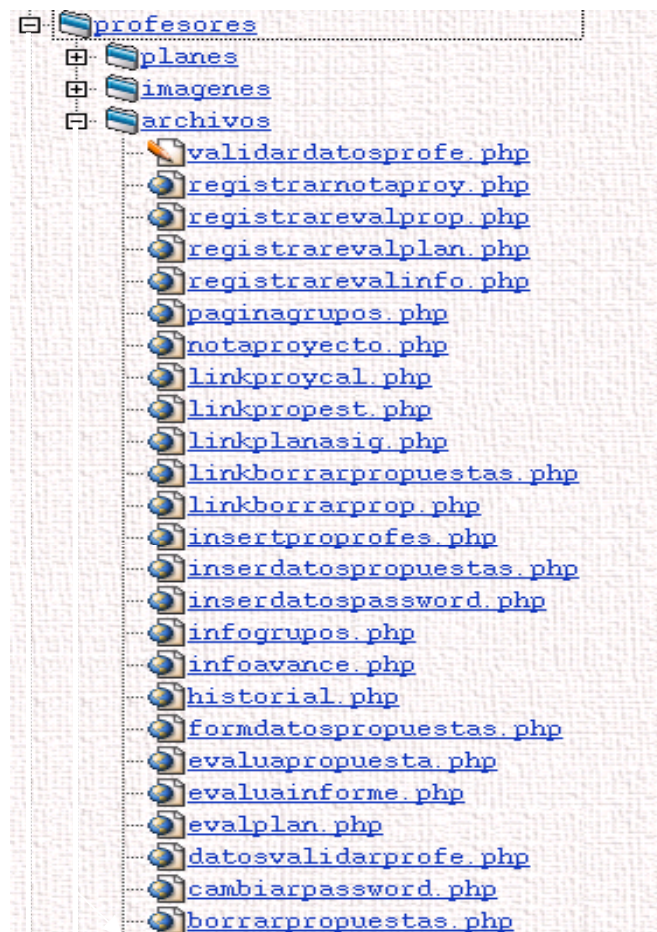 profesores
planes
imagenes
archivos
validardatosprofe.php
registrarnotaproy.php
registrarevalprop.php
registrarevalplan.php
registrarevalinfo.php
paginagrupos.php
notaproyecto.php
linkproycal.php
linkpropest.php
linkplanasig.php
linkborrarpropuestas.php
linkborrarprop.php
insertproprofes.php
inserdatospropuestas.php
inserdatospassword.php
infogrupos.php
infoavance.php
historial.php
formdatospropuestas.php
evaluapropuesta.php
evaluainforme.php
evalplan.php
datosvalidarprofe.php
cambiarpassword.php
borrarpropuestas.php